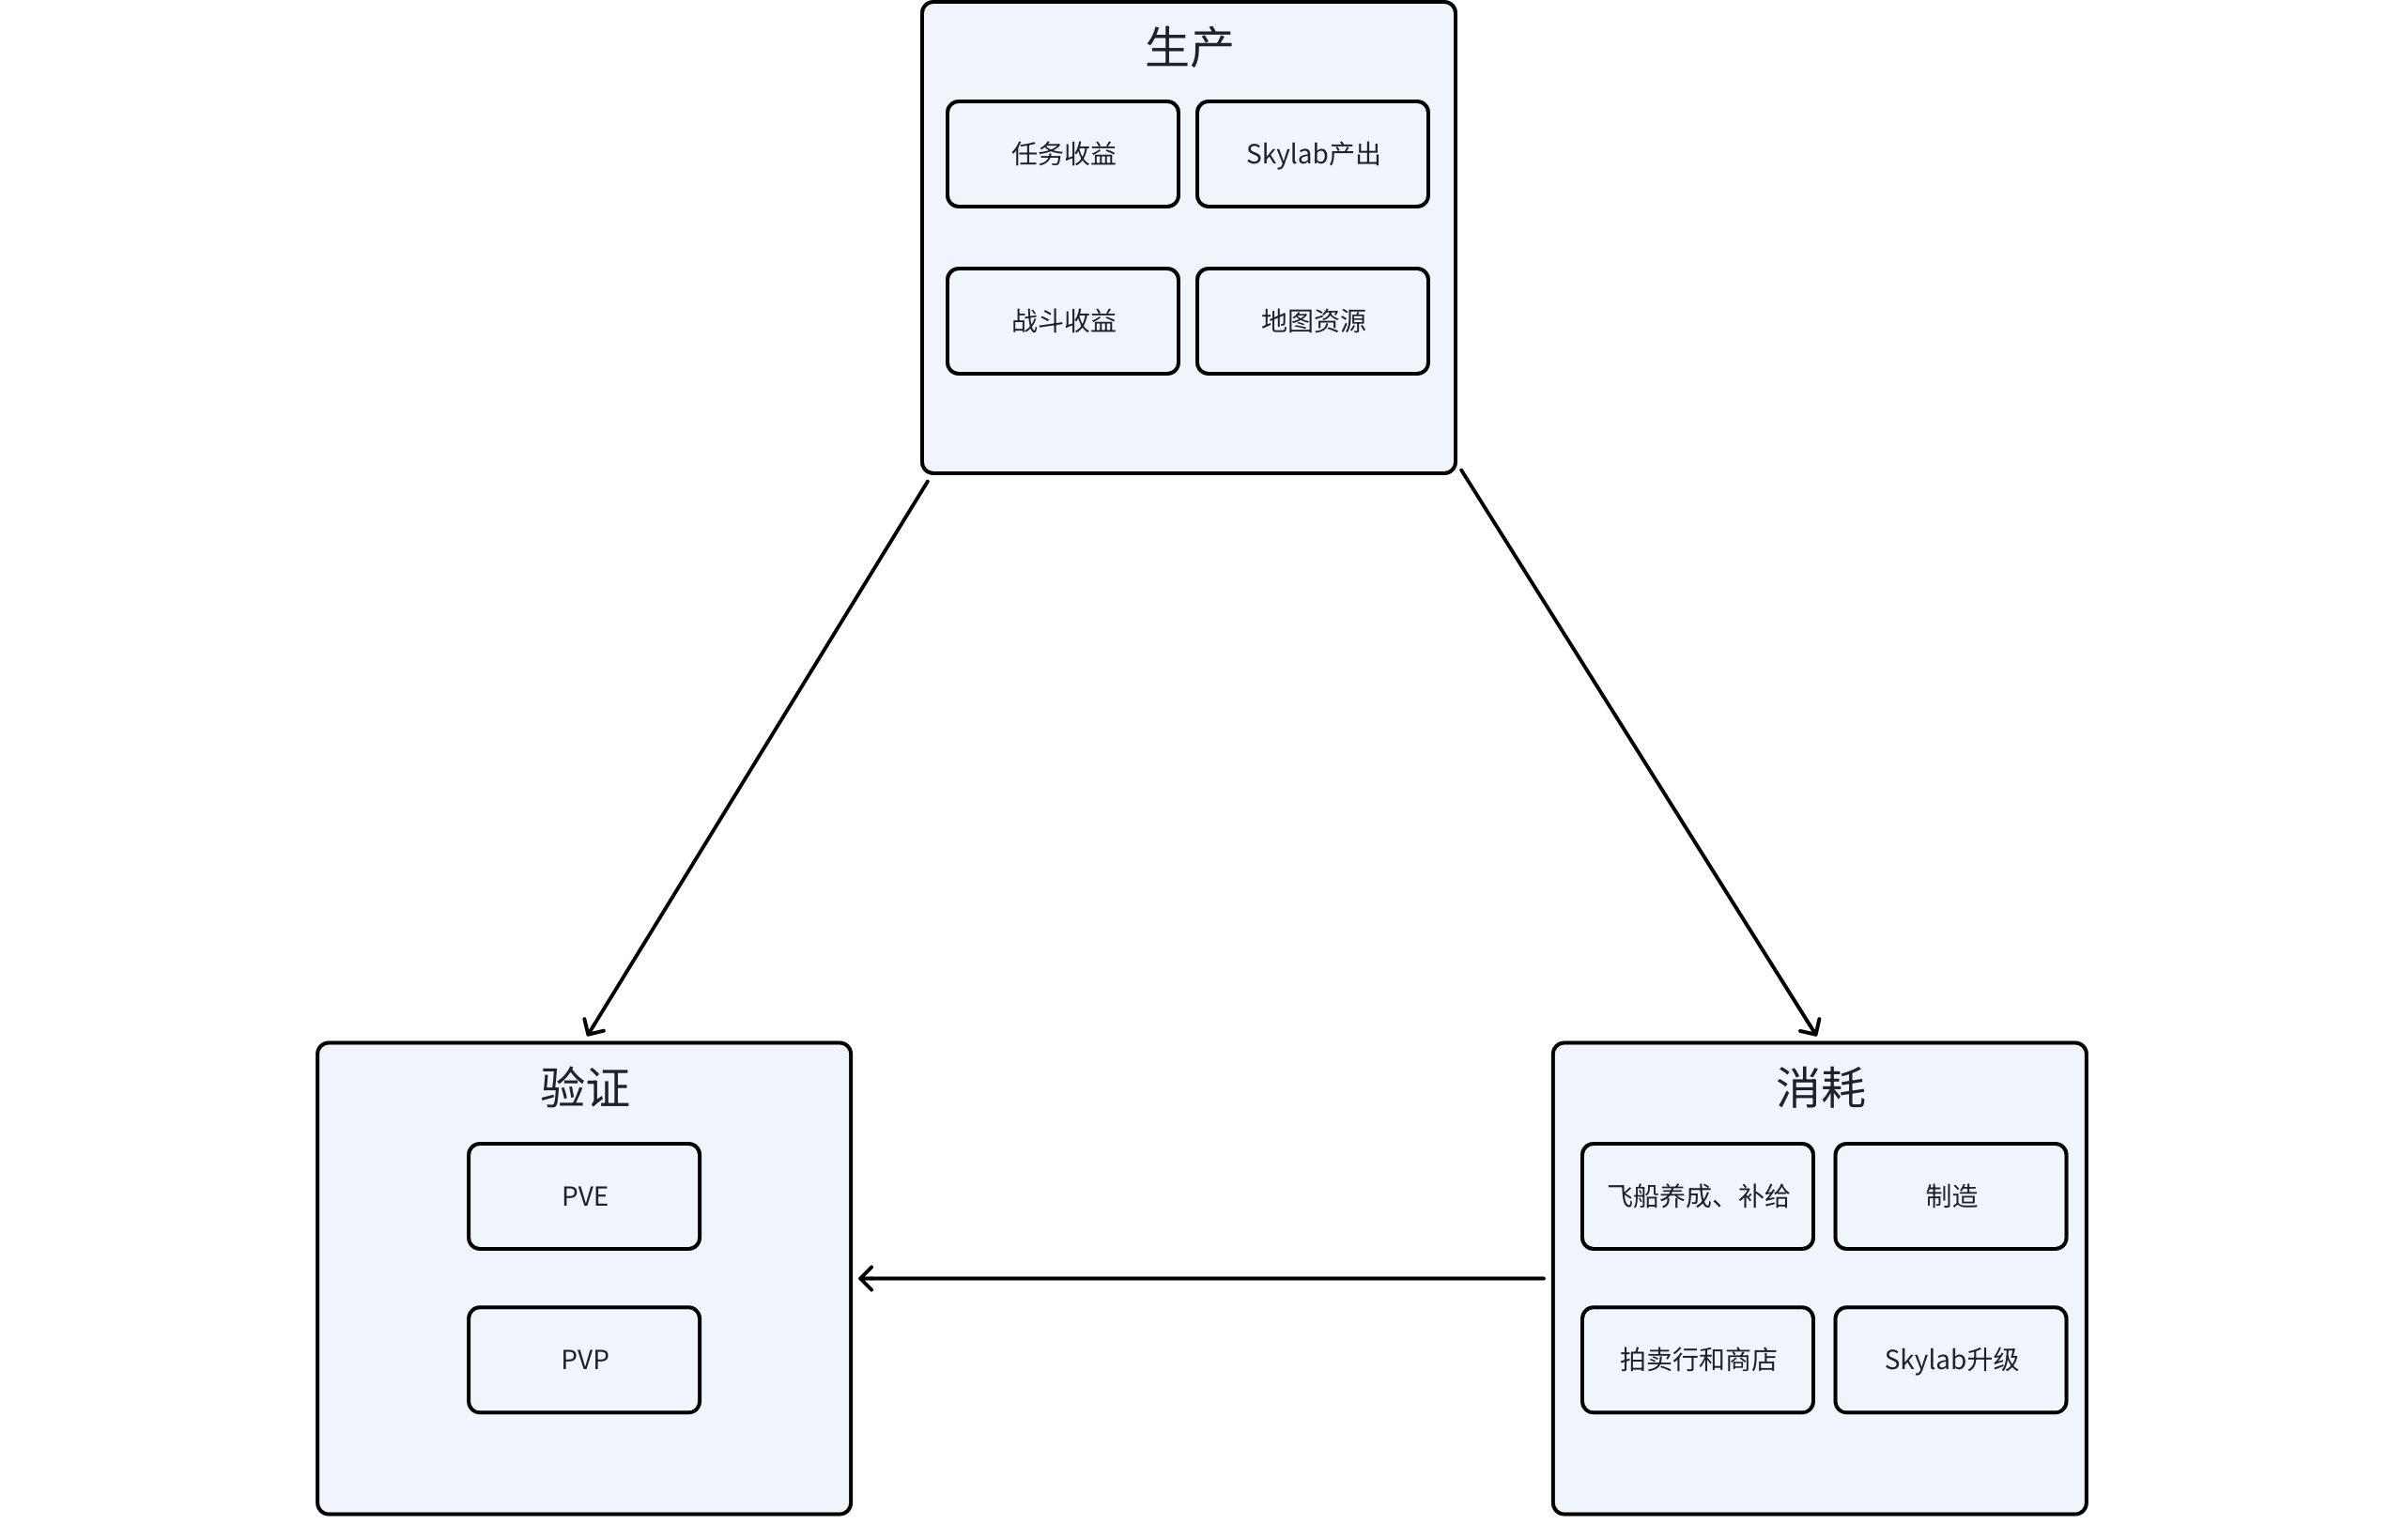 生产
任务收益
Skylab产出
战斗收益
地图资源
验证
PVE
PVP
消耗
飞船养成、补给
制造
拍卖行和商店
Skylab升级